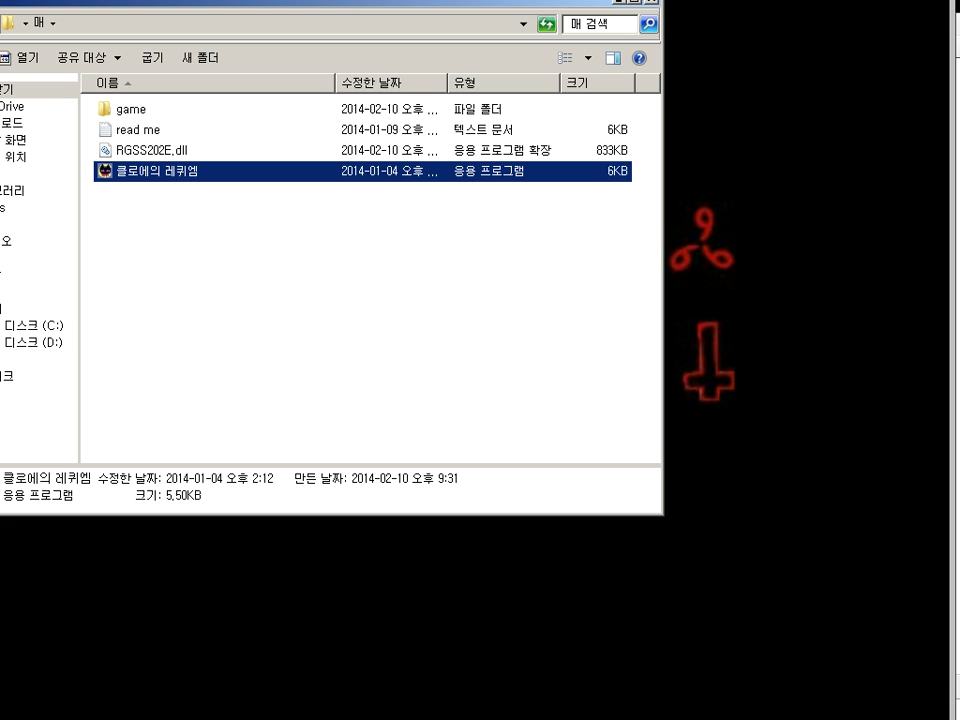 매
매 검색
열기 공유 대상 굽기 새 폴더
이름 수정한 날짜 유형 크기
game 2014-02-10 오후 ... 파일 폴더
read me 2014-01-09 오후 ... 텍스트 문서 6KB
RGSS202E.dll 2014-02-10 오후 ... 응용 프로그램 확장 833KB
클로에의 레퀴엠 2014-01-04 오후 ... 응용 프로그램 6KB
Drive
로드
화면
위치
디스크 (C:)
디스크 (D:)
클로에의 레퀴엠 수정한 날짜: 2014-01-04 오후 2:12 만든 날짜: 2014-02-10 오후 9:31
응용 프로그램 크기: 5.50KB